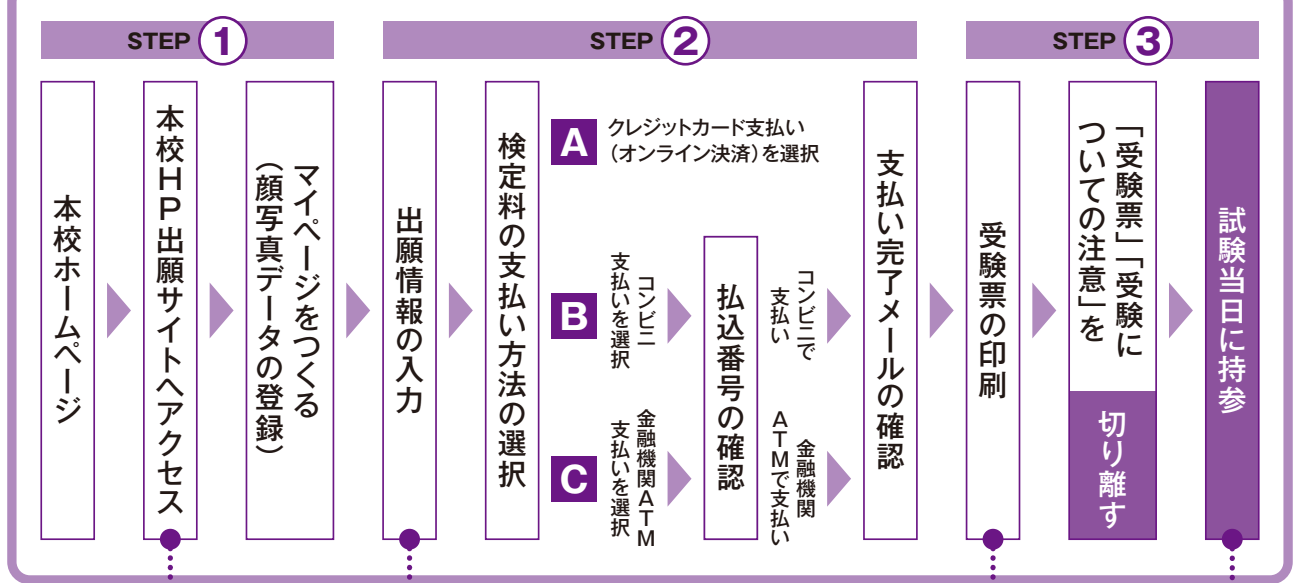 STEP 1
本校ホームページ
本校HP出願サイトへアクセス
マイページをつくる
（顔写真データの登録）
STEP 2
出願情報の入力
検定料の支払い方法の選択
A
クレジットカード支払い
（オンライン決済）を選択
B
コンビニ
支払いを選択
C
金融機関ATM
支払いを選択
払込番号の確認
コンビニで
支払い
金融機関
ATMで支払い
支払い完了メールの確認
STEP 3
受験票の印刷
「受験票」「受験に
ついての注意」を
切り離す
試験当日に持参